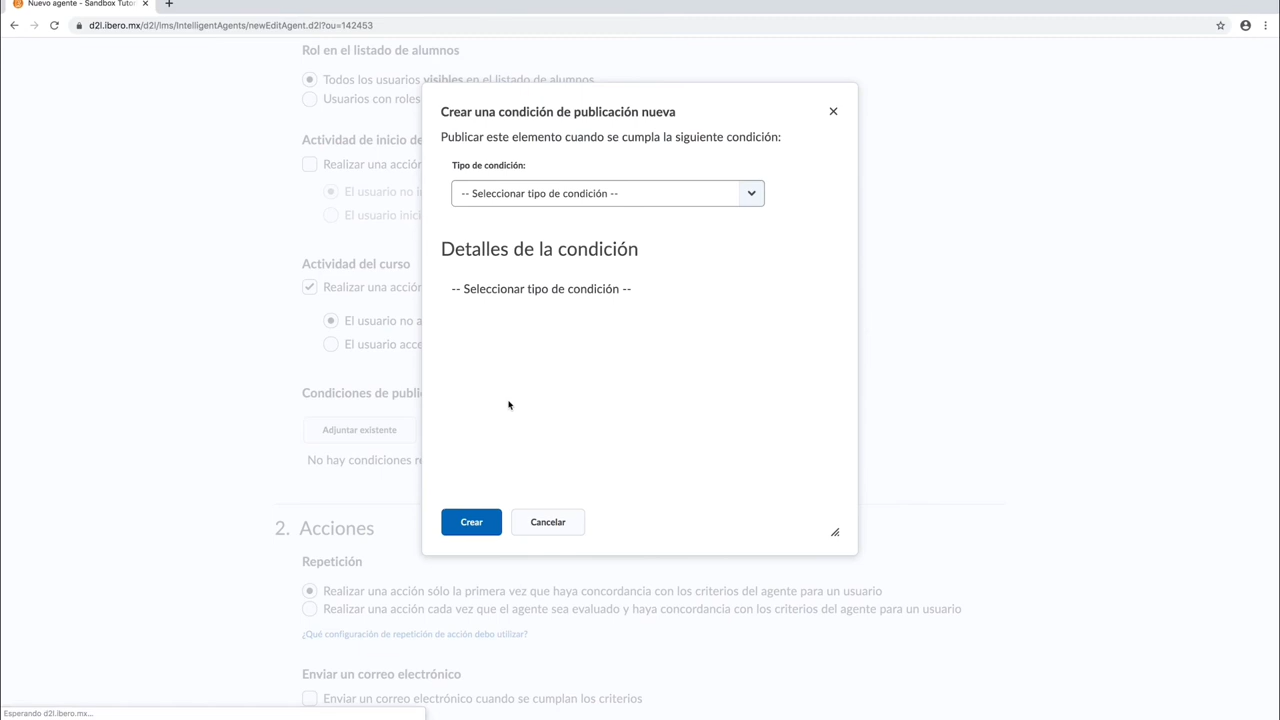 Nuevo agente - Sandbox Tutor
d2l.ibero.mx/d2l/lms/IntelligentAgents/newEditAgent.d2l?ou=142453
Rol en el listado de alumnos
Todos los usuarios visibles en el listado de alumnos
Usuarios con roles
Crear una condición de publicación nueva
Publicar este elemento cuando se cumpla la siguiente condición:
Tipo de condición:
-- Seleccionar tipo de condición --
Detalles de la condición
-- Seleccionar tipo de condición --
Crear
Cancelar
Actividad de inicio de
Realizar una acción
El usuario no i
El usuario inici
Actividad del curso
Realizar una acción
El usuario no a
El usuario acce
Condiciones de publi
Adjuntar existente
No hay condiciones re
2. Acciones
Repetición
Realizar una acción sólo la primera vez que haya concordancia con los criterios del agente para un usuario
Realizar una acción cada vez que el agente sea evaluado y haya concordancia con los criterios del agente para un usuario
¿Qué configuración de repetición de acción debo utilizar?
Enviar un correo electrónico
Enviar un correo electrónico cuando se cumplan los criterios
Esperando d2l.ibero.mx...